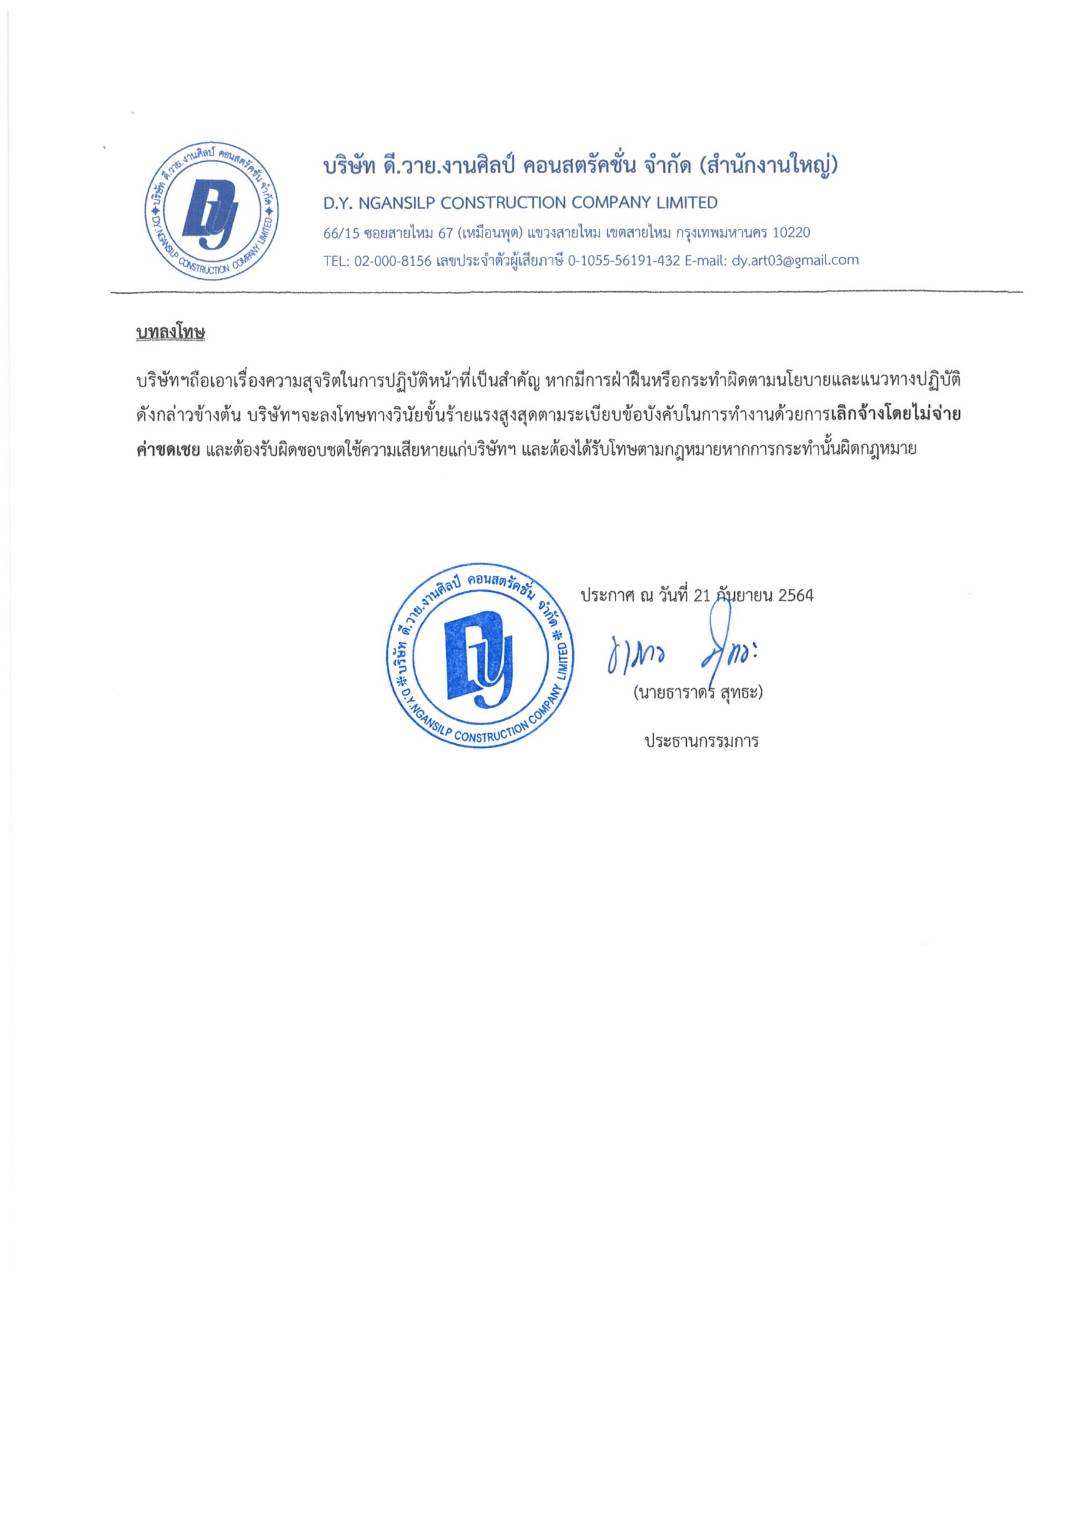 บริษัท ดี.วาย.งานศิลป์ คอนสตรัคชั่น จำกัด
D.Y.NGANSILP CONSTRUCTION COMPANY LIMITED
Dy
บริษัท ดี.วาย.งานศิลป์ คอนสตรัคชั่น จำกัด (สำนักงานใหญ่)
D.Y. NGANSILP CONSTRUCTION COMPANY LIMITED
66/15 ซอยสายไหม 67 (เหมือนพุต) แขวงสายไหม เขตสายไหม กรุงเทพมหานคร 10220
TEL: 02-000-8156 เลขประจำตัวผู้เสียภาษี 0-1055-56191-432 E-mail: dy.art03@gmail.com
บทลงโทษ
บริษัทฯถือเอาเรื่องความสุจริตในการปฏิบัติหน้าที่เป็นสำคัญ หากมีการฝ่าฝืนหรือกระทำผิดตามนโยบายและแนวทางปฏิบัติ
ดังกล่าวข้างต้น บริษัทฯจะลงโทษทางวินัยขั้นร้ายแรงสูงสุดตามระเบียบข้อบังคับในการทำงานด้วยการเลิกจ้างโดยไม่จ่าย
ค่าชดเชย และต้องรับผิดชอบชดใช้ความเสียหายแก่บริษัทฯ และต้องได้รับโทษตามกฎหมายหากการกระทำนั้นผิดกฎหมาย
บริษัท ดี.วาย.งานศิลป์ คอนสตรัคชั่น จำกัด
D.Y.NGANSILP CONSTRUCTION COMPANY LIMITED
Dy
ประกาศ ณ วันที่ 21 กันยายน 2564
(นายธาราดร สุทธะ)
ประธานกรรมการ